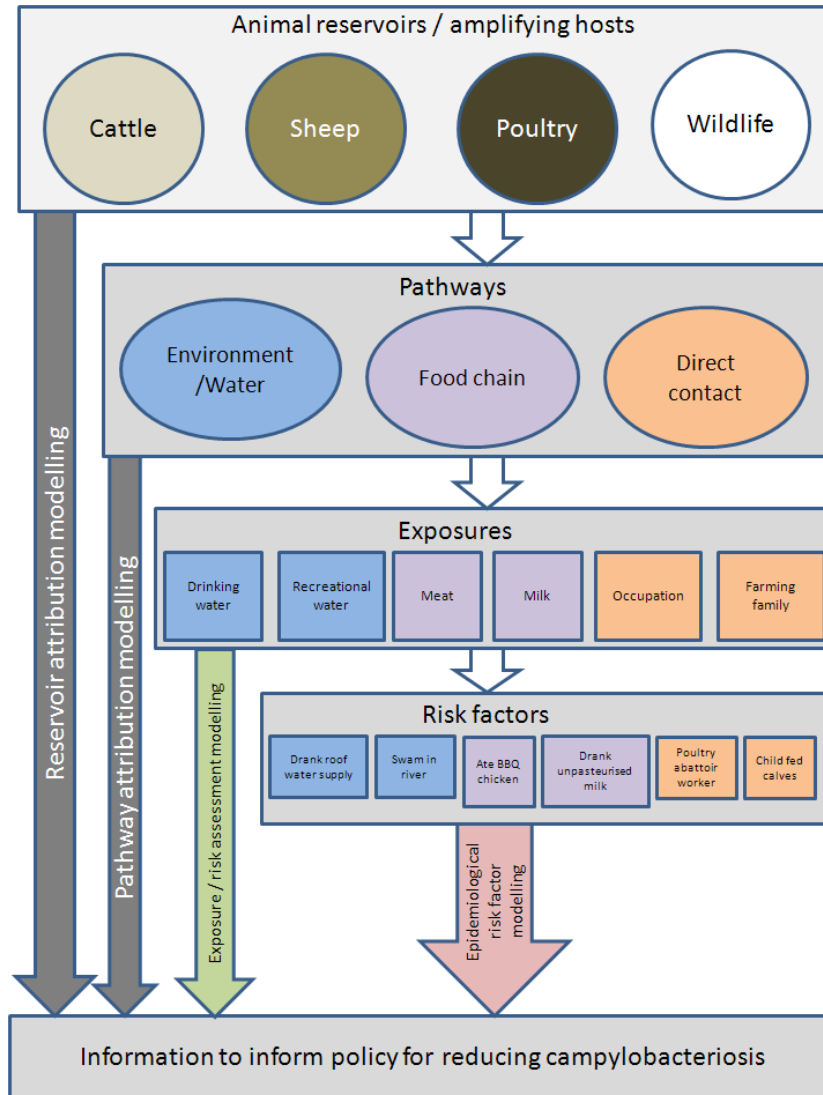 Animal reservoirs / amplifying hosts
Cattle
Sheep
Poultry
Wildlife
Pathways
Environment
/Water
Food chain
Direct
contact
Exposures
Drinking
water
Recreational
water
Meat
Milk
Occupation
Farming
family
Risk factors
Drank roof
water supply
Swam in
river
Ate BBQ
chicken
Drank
unpasteurised
milk
Poultry
abattoir
worker
Child fed
calves
Reservoir attribution modelling
Pathway attribution modelling
Exposure / risk assessment modelling
Epidemiological
risk factor
modelling
Information to inform policy for reducing campylobacteriosis